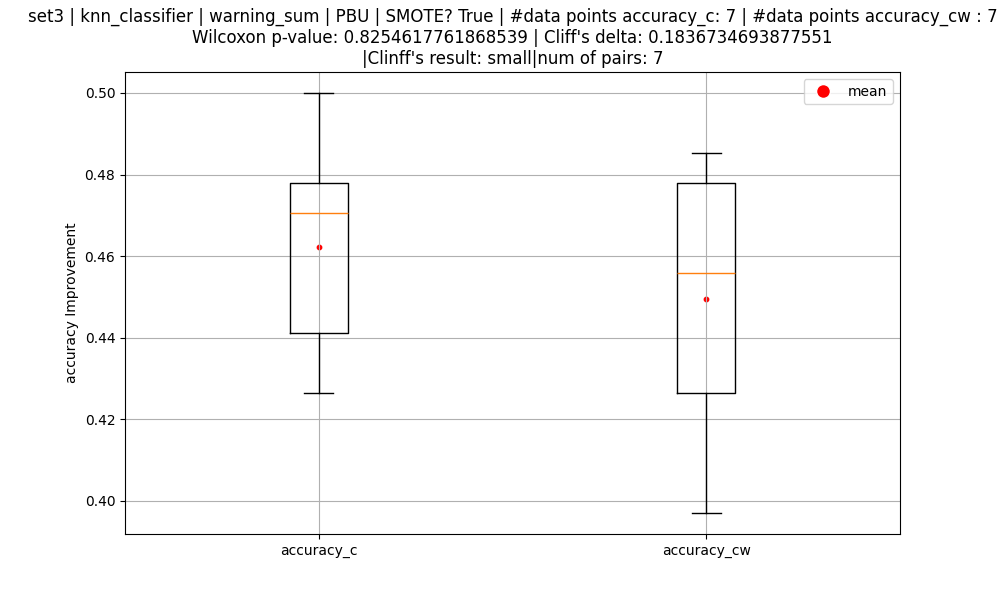 set3 | knn_classifier | warning_sum | PBU | SMOTE? True | #data points accuracy_c: 7 | #data points accuracy_cw : 7
Wilcoxon p-value: 0.8254617761868539 | Cliff's delta: 0.1836734693877551
|Clinff's result: small|num of pairs: 7
mean
0.50
0.48
0.46
0.44
0.42
0.40
accuracy Improvement
accuracy_c
accuracy_cw